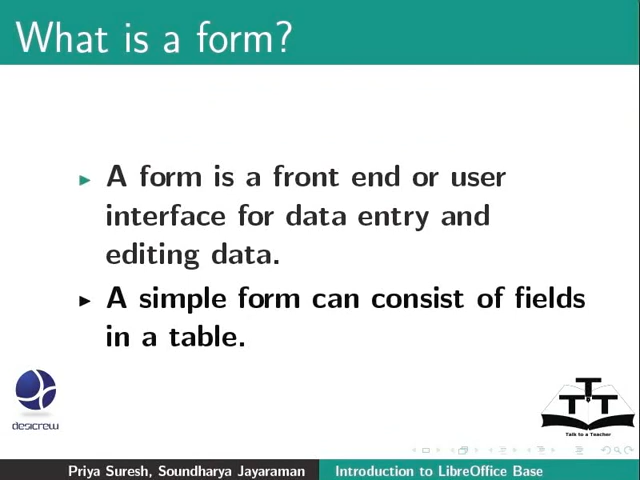 What is a form?
A form is a front end or user
interface for data entry and
editing data.
A simple form can consist of fields
in a table.
desicrew
TTT
Talk to a Teacher
Priya Suresh, Soundharya Jayaraman
Introduction to LibreOffice Base